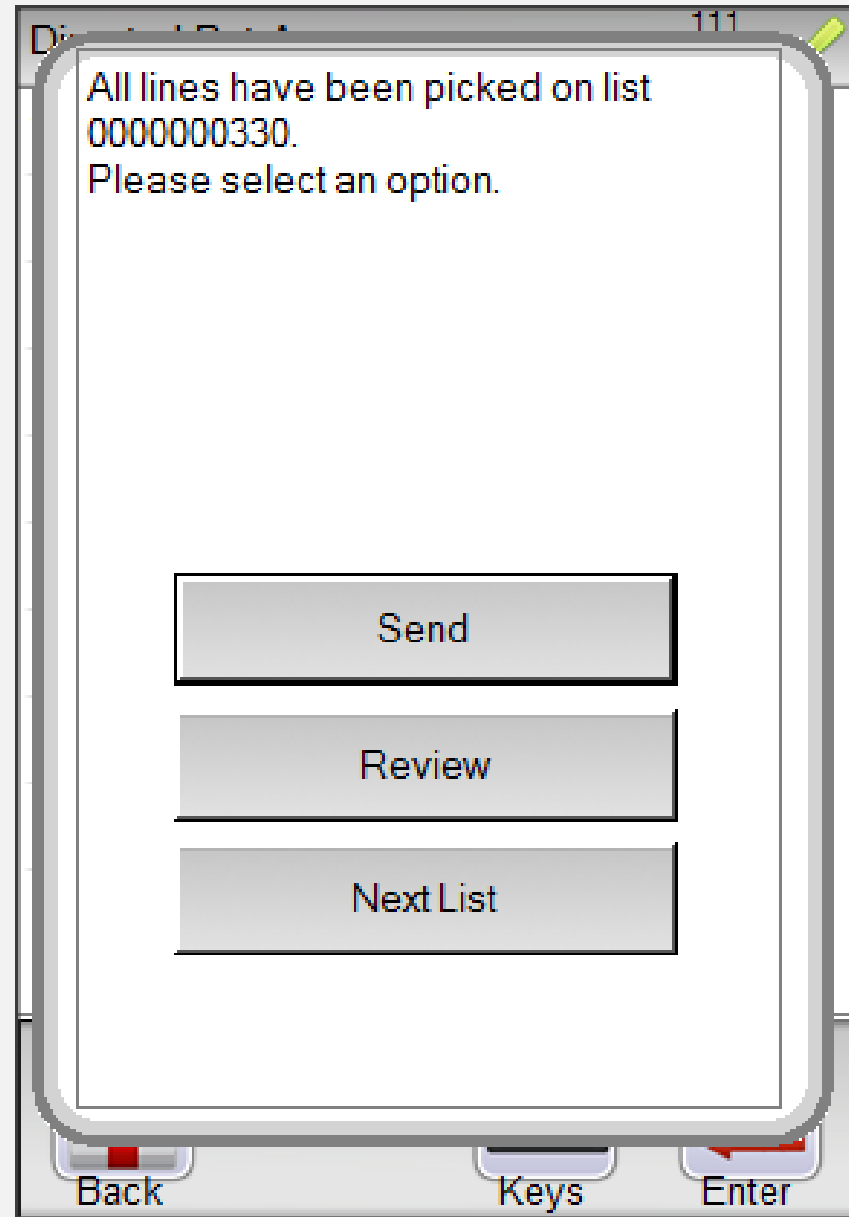 111
All lines have been picked on list
0000000330.
Please select an option.
Send
Review
Next List
Back
Keys
Enter